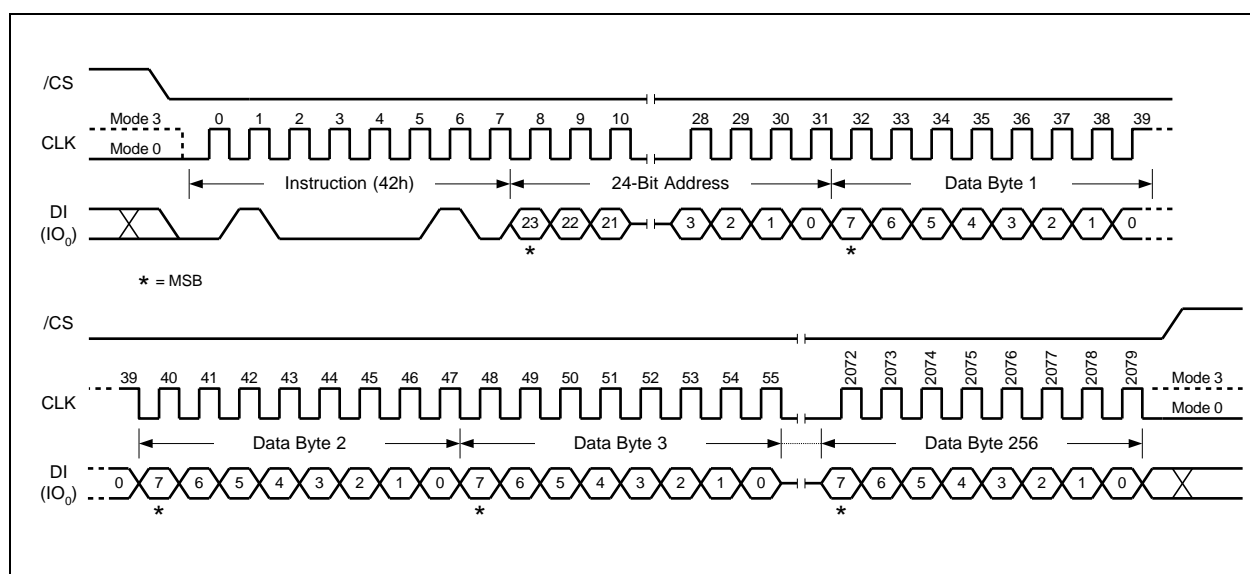 /CS
Mode 3 0 1 2 3 4 5 6 7 8 9 10 28 29 30 31 32 33 34 35 36 37 38 39
CLK Mode 0
Instruction (42h) 24-Bit Address Data Byte 1
DI
(IO0) 23 22 21 3 2 1 0 7 6 5 4 3 2 1 0
* *
* = MSB
/CS
39 40 41 42 43 44 45 46 47 48 49 50 51 52 53 54 55 2072 2073 2074 2075 2076 2077 2078 2079 Mode 3
CLK Mode 0
Data Byte 2 Data Byte 3 Data Byte 256
DI
(IO0) 0 7 6 5 4 3 2 1 0 7 6 5 4 3 2 1 0 7 6 5 4 3 2 1 0
* * *